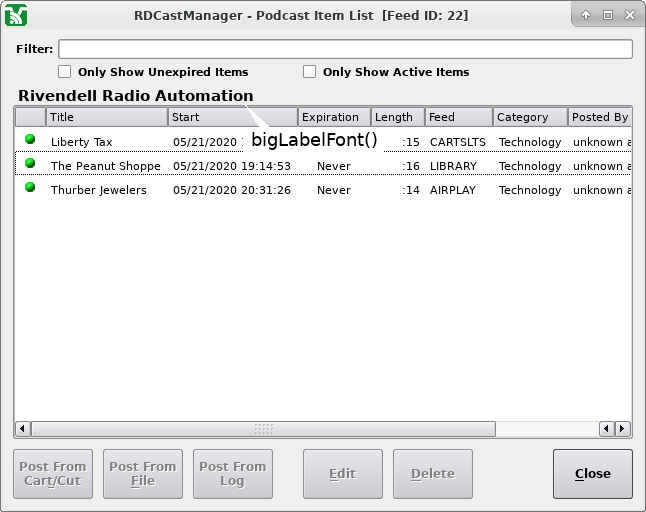 RDCastManager - Podcast Item List [Feed ID: 22]
Filter:
Only Show Unexpired Items Only Show Active Items
Rivendell Radio Automation
Title Start Expiration Length Feed Category Posted By
bigLabelFont()
Liberty Tax 05/21/2020 :15 CARTSLTS Technology unknown a
The Peanut Shoppe 05/21/2020 19:14:53 Never :16 LIBRARY Technology unknown a
Thurber Jewelers 05/21/2020 20:31:26 Never :14 AIRPLAY Technology unknown a
Post From Cart/Cut
Post From File
Post From Log
Edit
Delete
Close